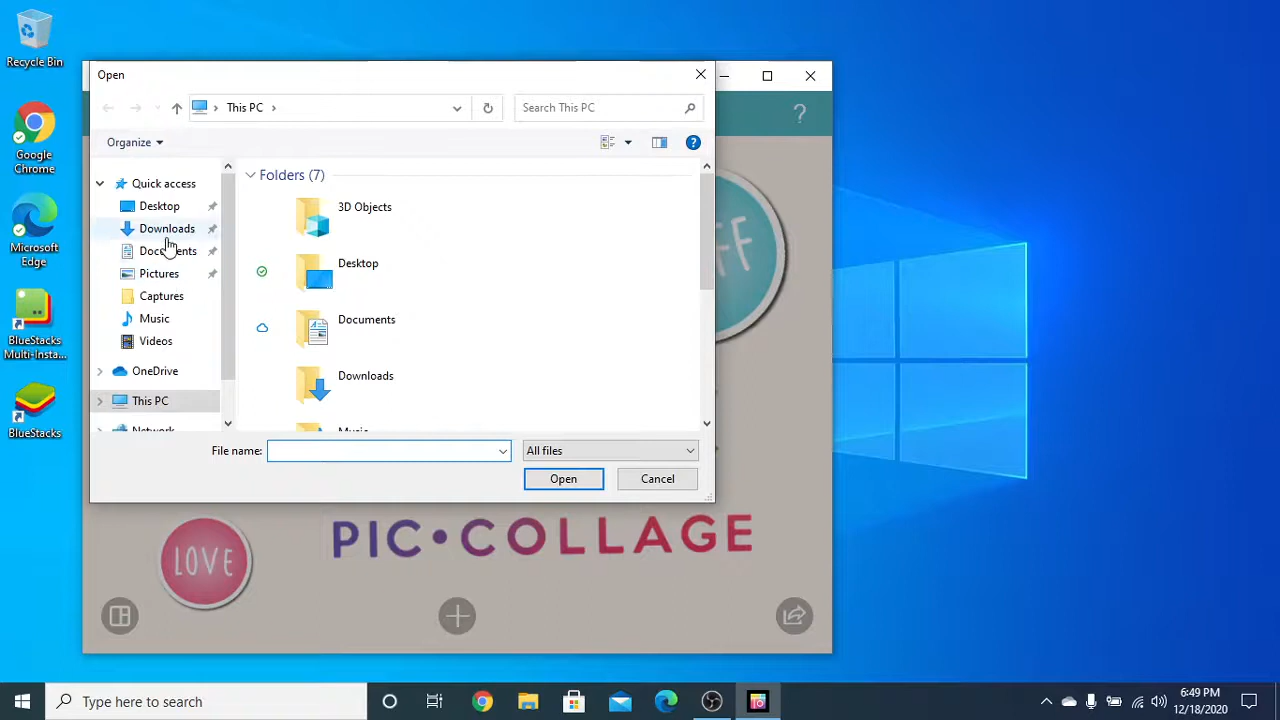 Recycle Bin
Google Chrome
Microsoft Edge
BlueStacks Multi-Insta...
BlueStacks
Open
This PC
Search This PC
?
Organize
?
Quick access
Desktop
Downloads
Documents
Pictures
Captures
Music
Videos
OneDrive
This PC
Network
Folders (7)
3D Objects
Desktop
Documents
Downloads
Music
File name:
All files
Open
Cancel
LOVE
PIC•COLLAGE
Type here to search
6:49 PM
12/18/2020